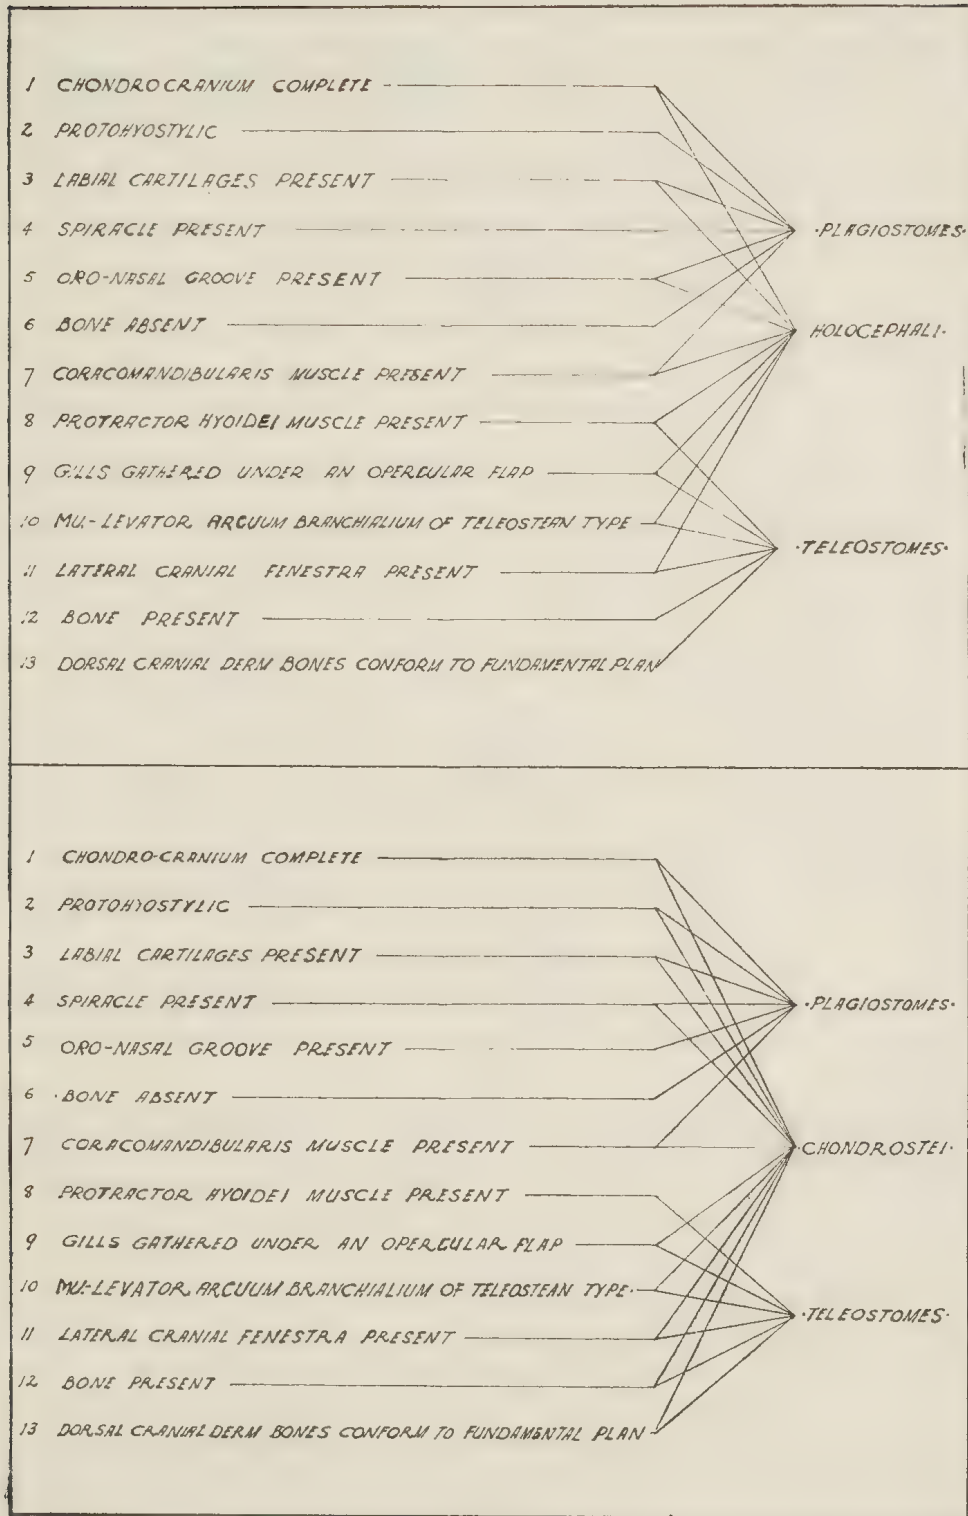 1 CHONDROCRANIUM COMPLETE
2 PROTOHYOSTYLIC
3 LABIAL CARTILAGES PRESENT
4 SPIRACLE PRESENT
·PLAGIOSTOMES·
5 ORO-NASAL GROOVE PRESENT
6 BONE ABSENT
HOLOCEPHALI·
7 CORACOMANDIBULARIS MUSCLE PRESENT
8 PROTRACTOR HYOIDEI MUSCLE PRESENT
9 GILLS GATHERED UNDER AN OPERCULAR FLAP
10 MU-LEVATOR ARCUUM BRANCHIALIUM OF TELEOSTEAN TYPE
·TELEOSTOMES·
11 LATERAL CRANIAL FENESTRA PRESENT
12 BONE PRESENT
13 DORSAL CRANIAL DERM BONES CONFORM TO FUNDAMENTAL PLAN
1 CHONDRO-CRANIUM COMPLETE
2 PROTOHYOSTYLIC
3 LABIAL CARTILAGES PRESENT
4 SPIRACLE PRESENT
·PLAGIOSTOMES·
5 ORO-NASAL GROOVE PRESENT
6 ·BONE ABSENT
7 CORACOMANDIBULARIS MUSCLE PRESENT
·CHONDROSTEI·
8 PROTRACTOR HYOIDEI MUSCLE PRESENT
9 GILLS GATHERED UNDER AN OPERCULAR FLAP
10 MU-LEVATOR ARCUUM BRANCHIALIUM OF TELEOSTEAN TYPE·
·TELEOSTOMES·
11 LATERAL CRANIAL FENESTRA PRESENT
12 BONE PRESENT
13 DORSAL CRANIAL DERM BONES CONFORM TO FUNDAMENTAL PLAN